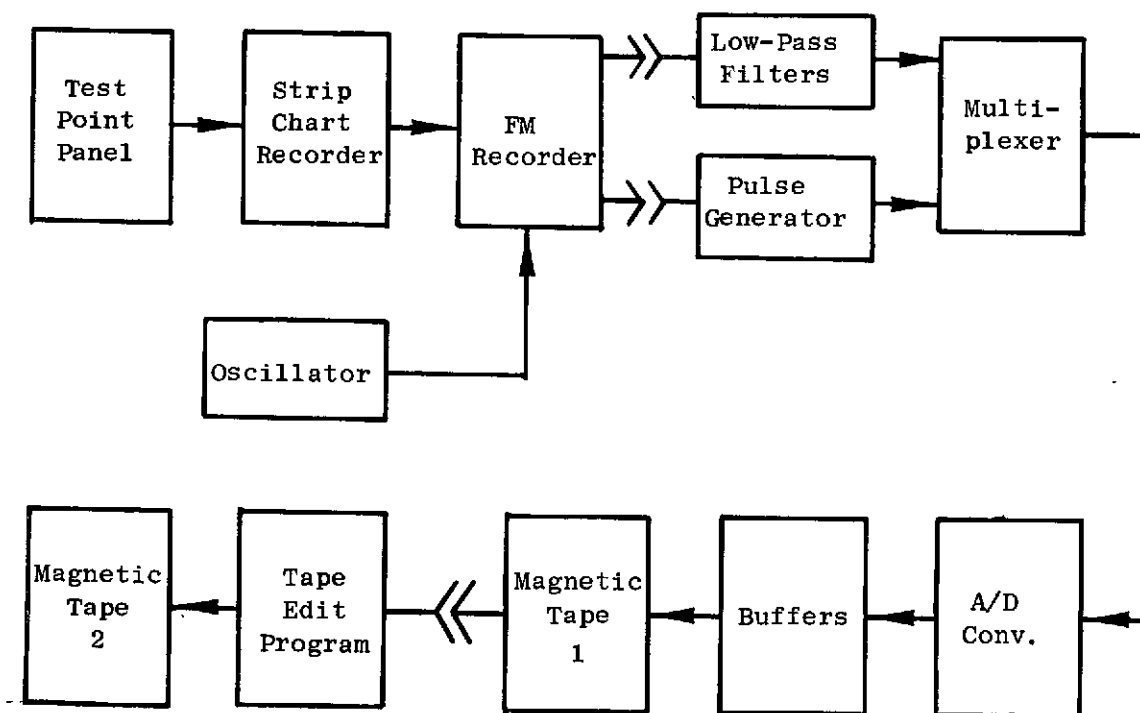 Test
Point
Panel
Strip
Chart
Recorder
FM
Recorder
Low-Pass
Filters
Pulse
Generator
Multi-
plexer
Oscillator
Magnetic
Tape
2
Tape
Edit
Program
Magnetic
Tape
1
Buffers
A/D
Conv.